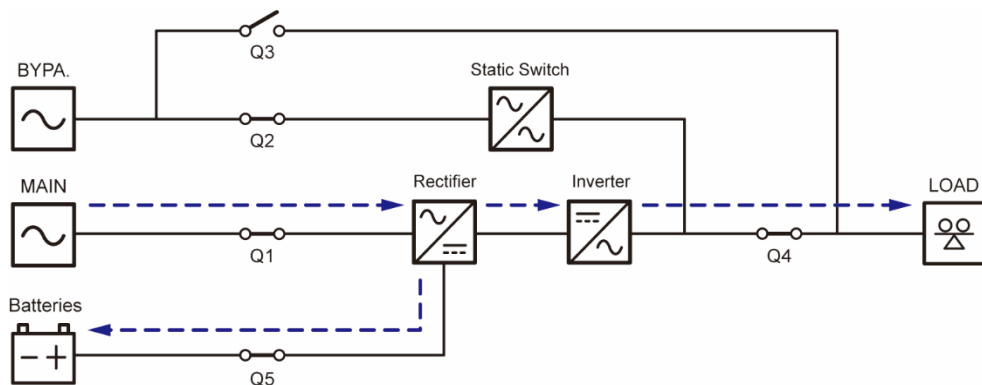 Q3
BYPA.
Static Switch
Q2
MAIN
Rectifier
Inverter
LOAD
Q1
Q4
Batteries
Q5